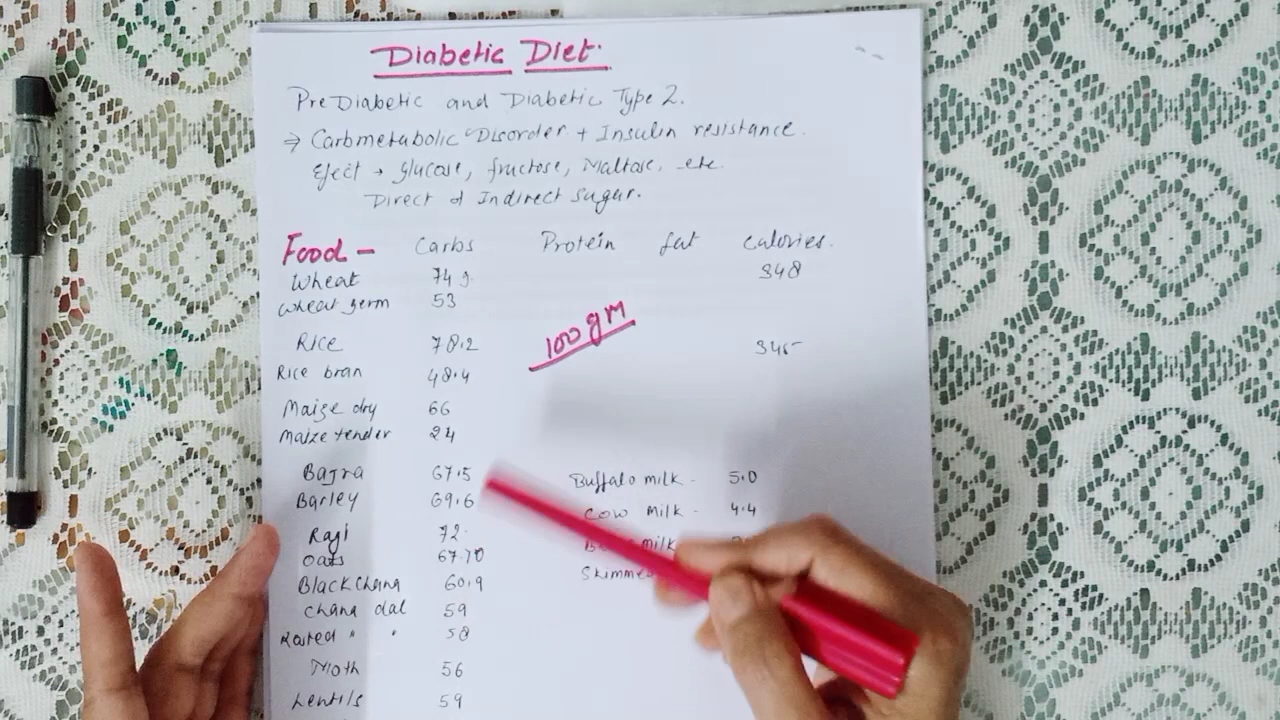 Diabetic Diet.
PreDiabetic and Diabetic Type 2.
⇒ Carbmetabolic Disorder + Insulin resistance.
Efect → glucose, fructose, Maltose, etc.
Direct & Indirect sugar.
Food - Carbs Protein fat calories.
Wheat 74 g. 348
Wheat germ 53
100 gm
Rice 78.2 345
Rice bran 48.4
Maize dry 66
Maize tender 24
Bajra 67.5 Buffalo milk - 5.0
Barley 69.6 Cow milk - 4.4
Ragi 72. milk
Oats 67.70 Skimme
Black chana 60.9
Chana dal 59
Rosted " " 58
Moth 56
Lentils 59